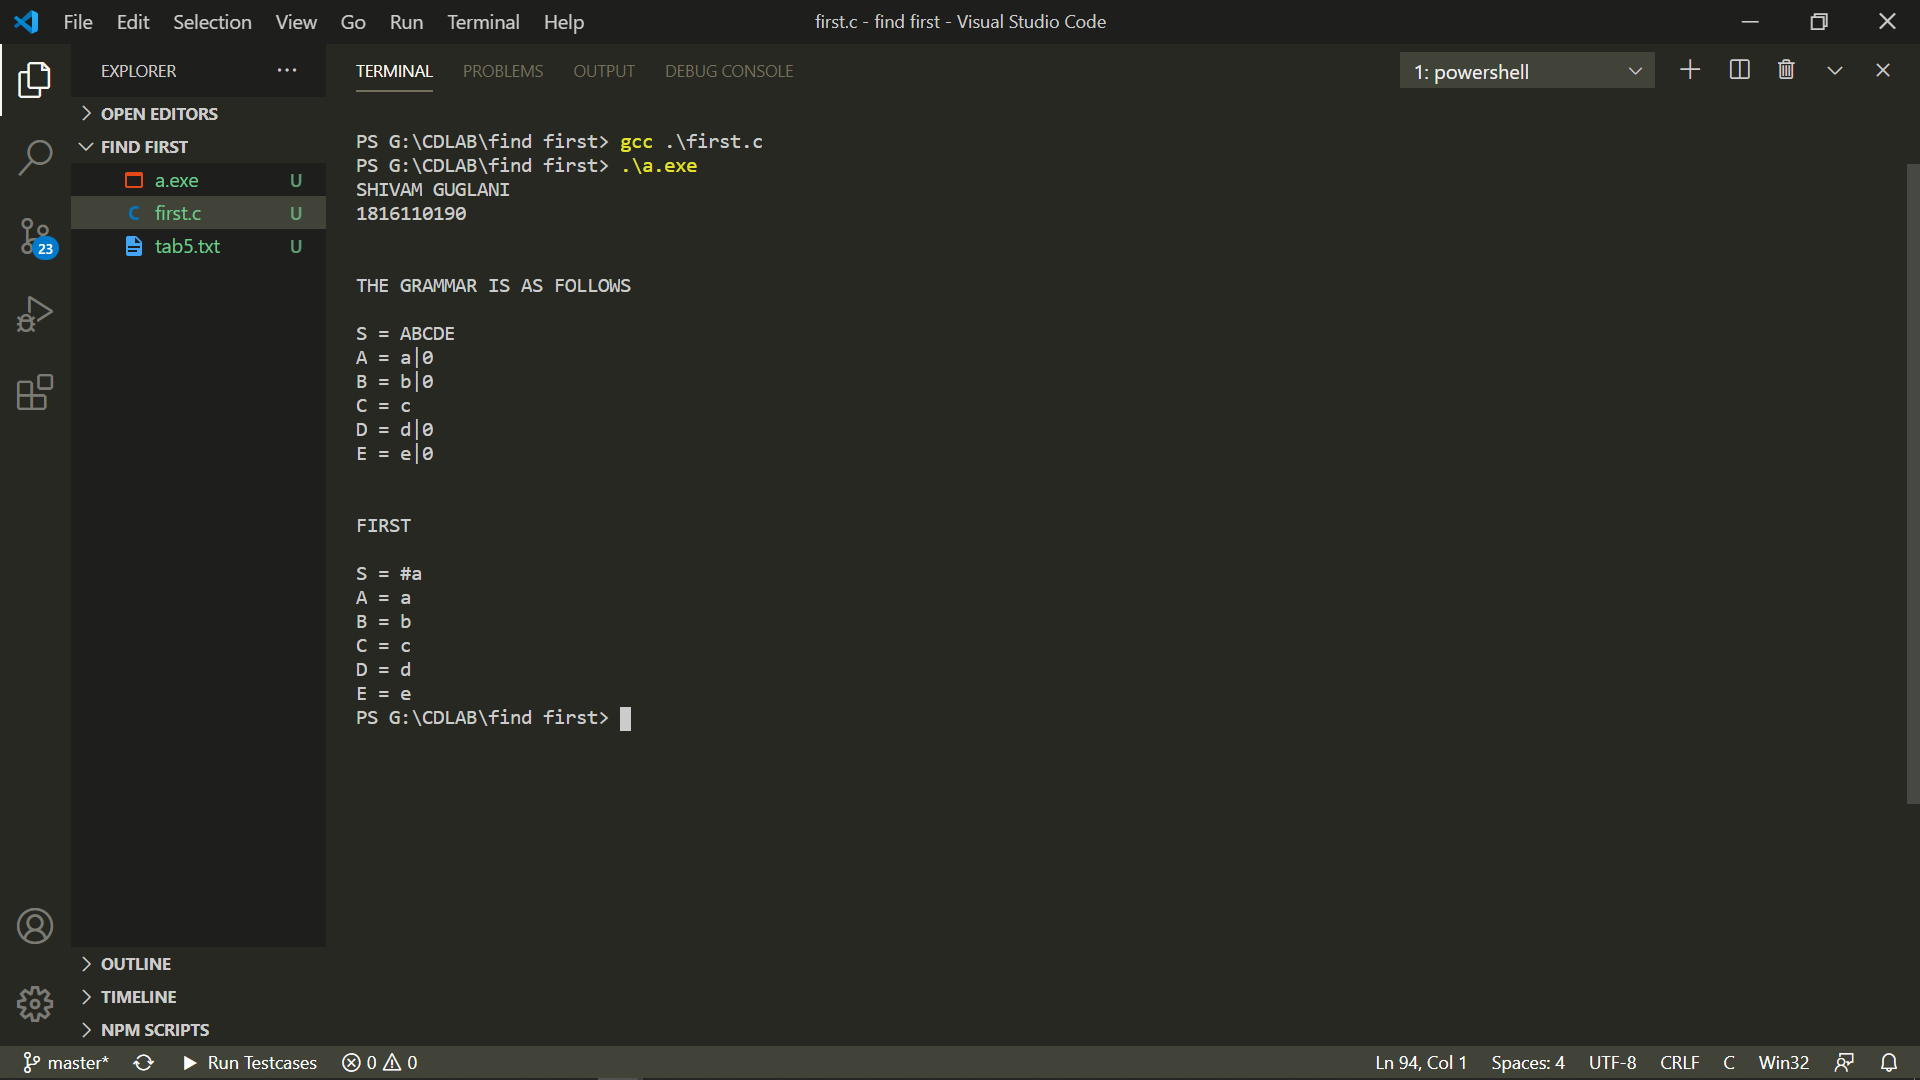 File Edit Selection View Go Run Terminal Help
first.c - find first - Visual Studio Code
EXPLORER
OPEN EDITORS
FIND FIRST
a.exe U
C first.c U
tab5.txt U
23
OUTLINE
TIMELINE
NPM SCRIPTS
TERMINAL PROBLEMS OUTPUT DEBUG CONSOLE
1: powershell
PS G:\CDLAB\find first> gcc .\first.c
PS G:\CDLAB\find first> .\a.exe
SHIVAM GUGLANI
1816110190
THE GRAMMAR IS AS FOLLOWS
S = ABCDE
A = a|0
B = b|0
C = c
D = d|0
E = e|0
FIRST
S = #a
A = a
B = b
C = c
D = d
E = e
PS G:\CDLAB\find first>
master* Run Testcases 0 0
Ln 94, Col 1 Spaces: 4 UTF-8 CRLF C Win32